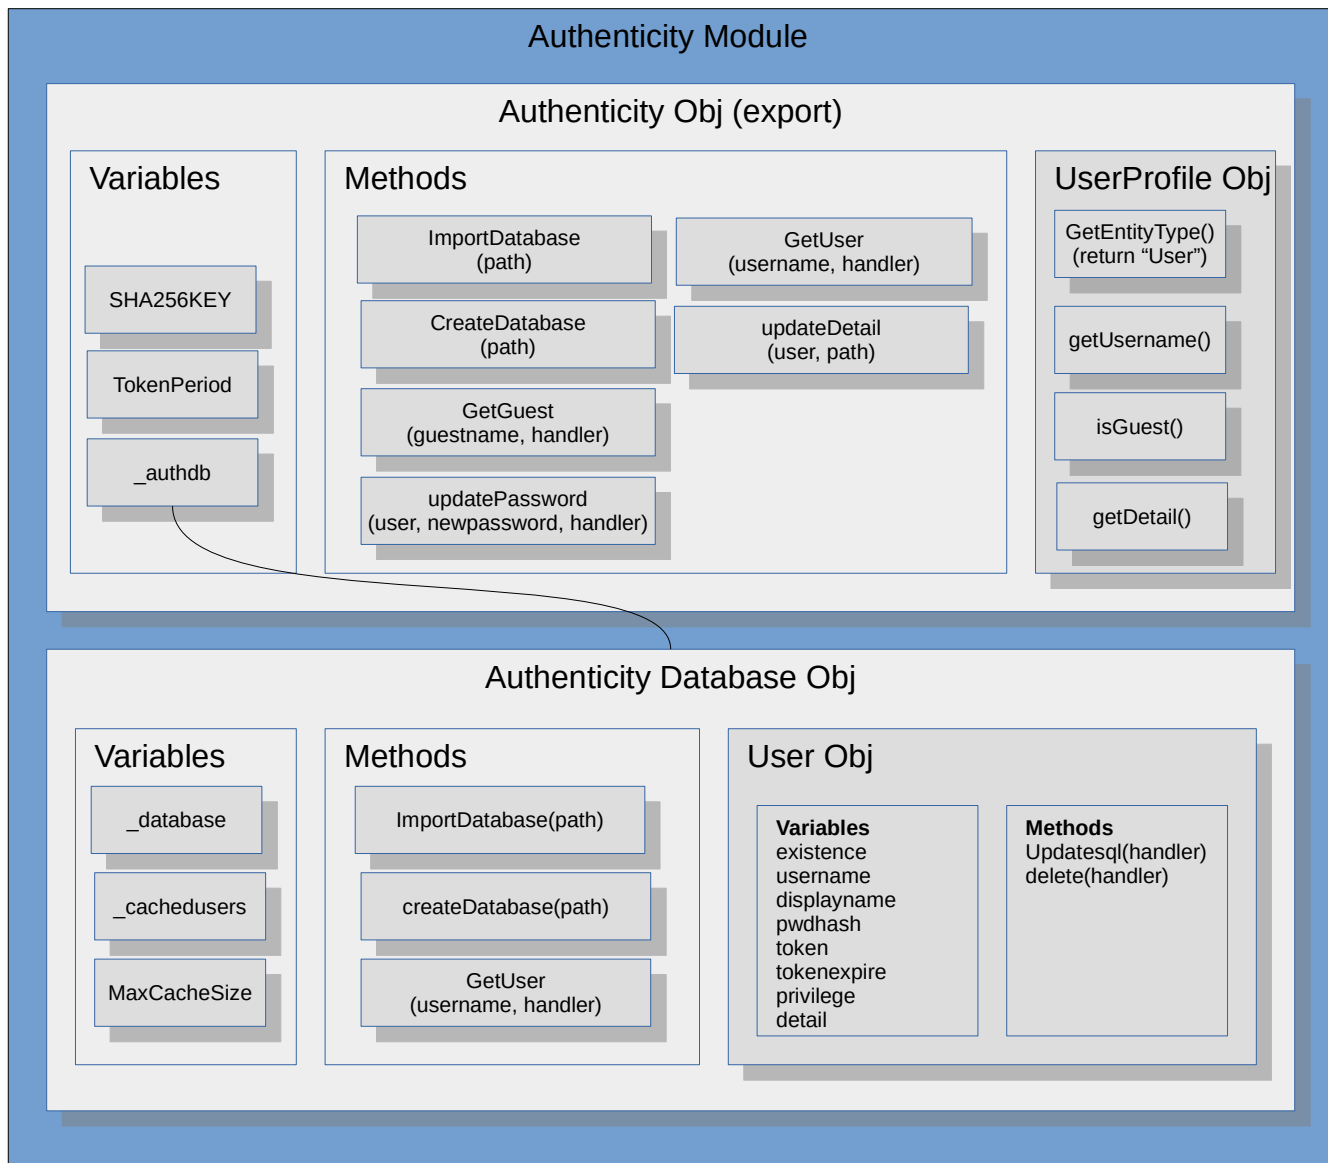 Authenticity Module
Authenticity Obj (export)
Variables
SHA256KEY
TokenPeriod
_authdb
Methods
ImportDatabase
(path)
CreateDatabase
(path)
GetGuest
(guestname, handler)
updatePassword
(user, newpassword, handler)
GetUser
(username, handler)
updateDetail
(user, path)
UserProfile Obj
GetEntityType()
(return “User”)
getUsername()
isGuest()
getDetail()
Authenticity Database Obj
Variables
_database
_cachedusers
MaxCacheSize
Methods
ImportDatabase(path)
createDatabase(path)
GetUser
(username, handler)
User Obj
Variables
existence
username
displayname
pwdhash
token
tokenexpire
privilege
detail
Methods
Updatesql(handler)
delete(handler)